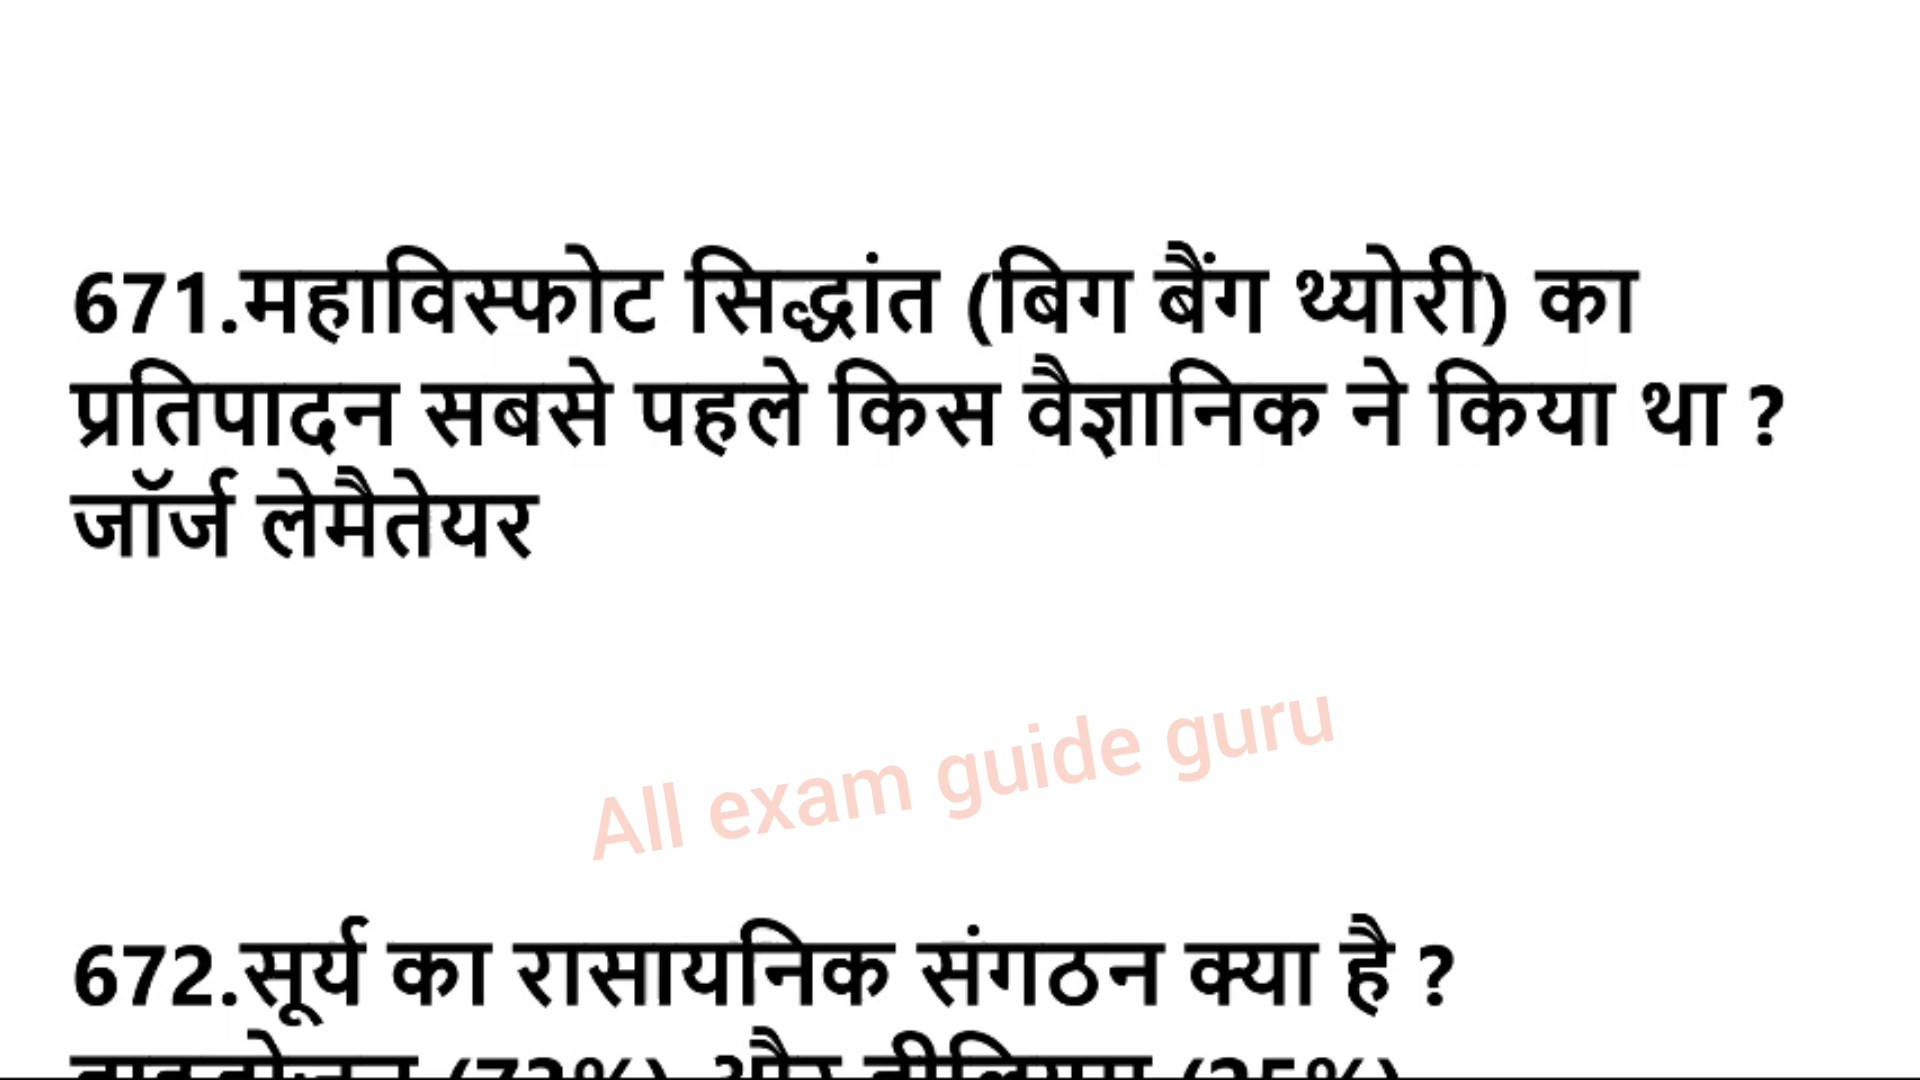 671.महाविस्फोट सिद्धांत (बिग बैंग थ्योरी) का
प्रतिपादन सबसे पहले किस वैज्ञानिक ने किया था ?
जॉर्ज लेमैतेयर
All exam guide guru
672.सूर्य का रासायनिक संगठन क्या है ?